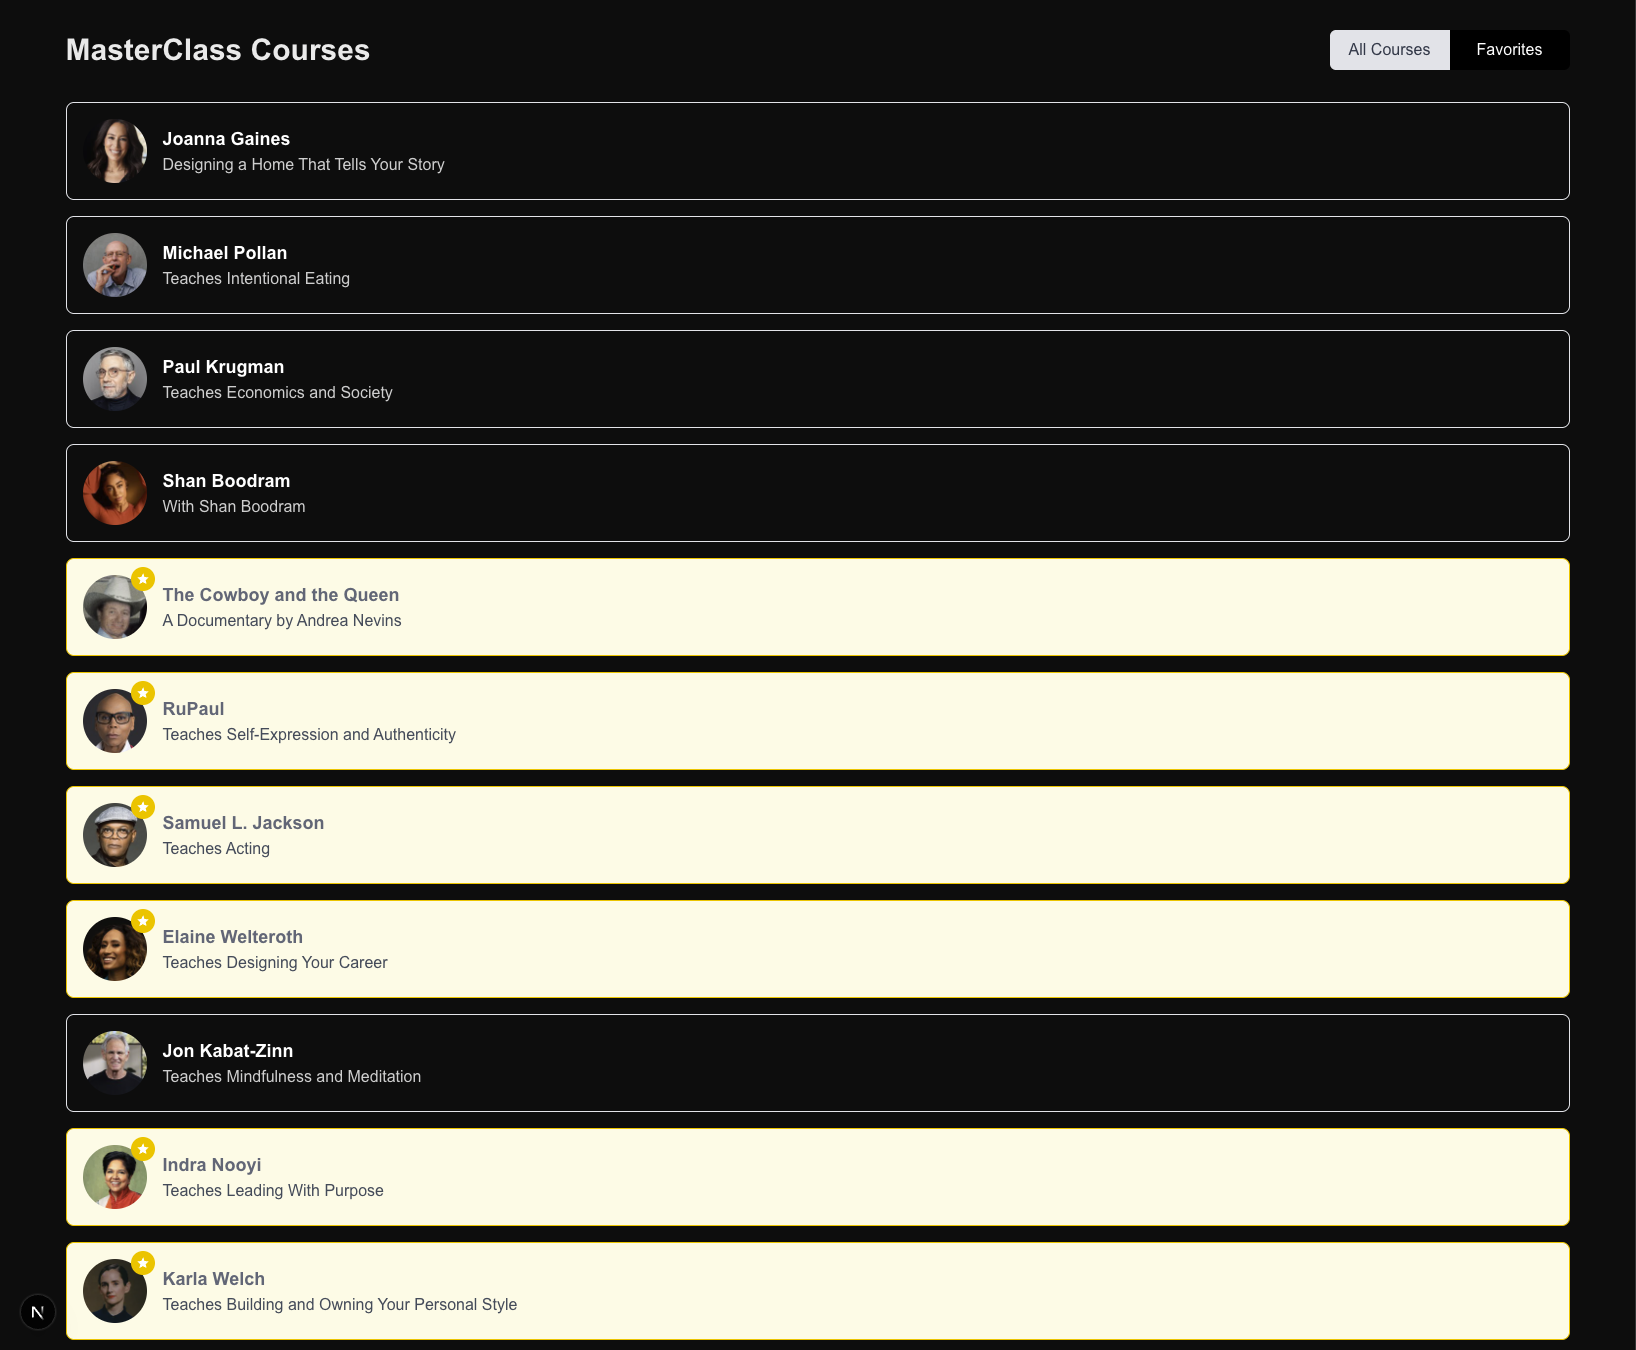 MasterClass Courses
All Courses
Favorites
Joanna Gaines
Designing a Home That Tells Your Story
Michael Pollan
Teaches Intentional Eating
Paul Krugman
Teaches Economics and Society
Shan Boodram
With Shan Boodram
The Cowboy and the Queen
A Documentary by Andrea Nevins
RuPaul
Teaches Self-Expression and Authenticity
Samuel L. Jackson
Teaches Acting
Elaine Welteroth
Teaches Designing Your Career
Jon Kabat-Zinn
Teaches Mindfulness and Meditation
Indra Nooyi
Teaches Leading With Purpose
Karla Welch
Teaches Building and Owning Your Personal Style
N